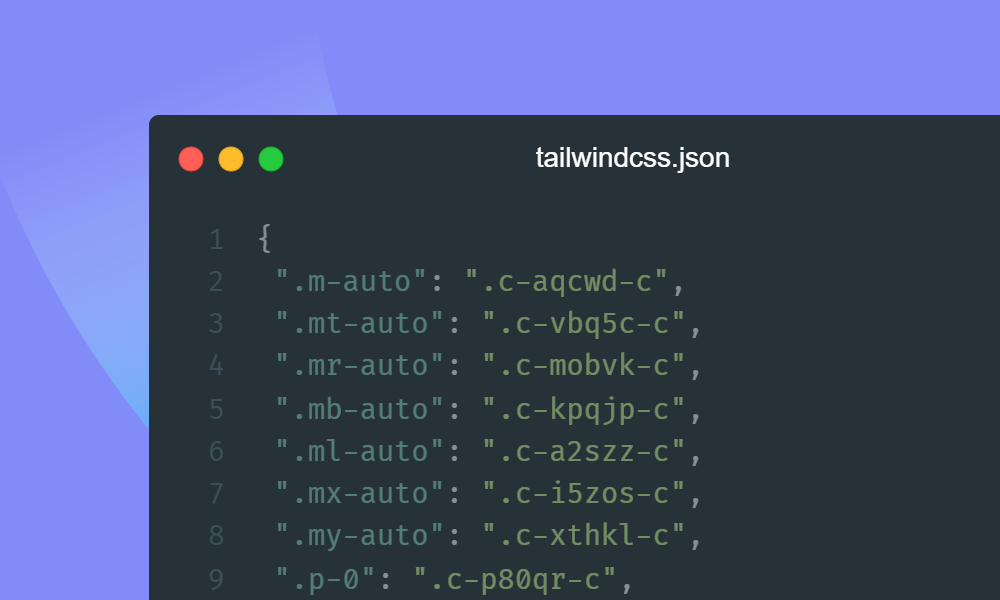 tailwindcss.json
1 {
2 ".m-auto": ".c-aqcwd-c",
3 ".mt-auto": ".c-vbq5c-c",
4 ".mr-auto": ".c-mobvk-c",
5 ".mb-auto": ".c-kpqjp-c",
6 ".ml-auto": ".c-a2szz-c",
7 ".mx-auto": ".c-i5zos-c",
8 ".my-auto": ".c-xthkl-c",
9 ".p-0": ".c-p80qr-c",